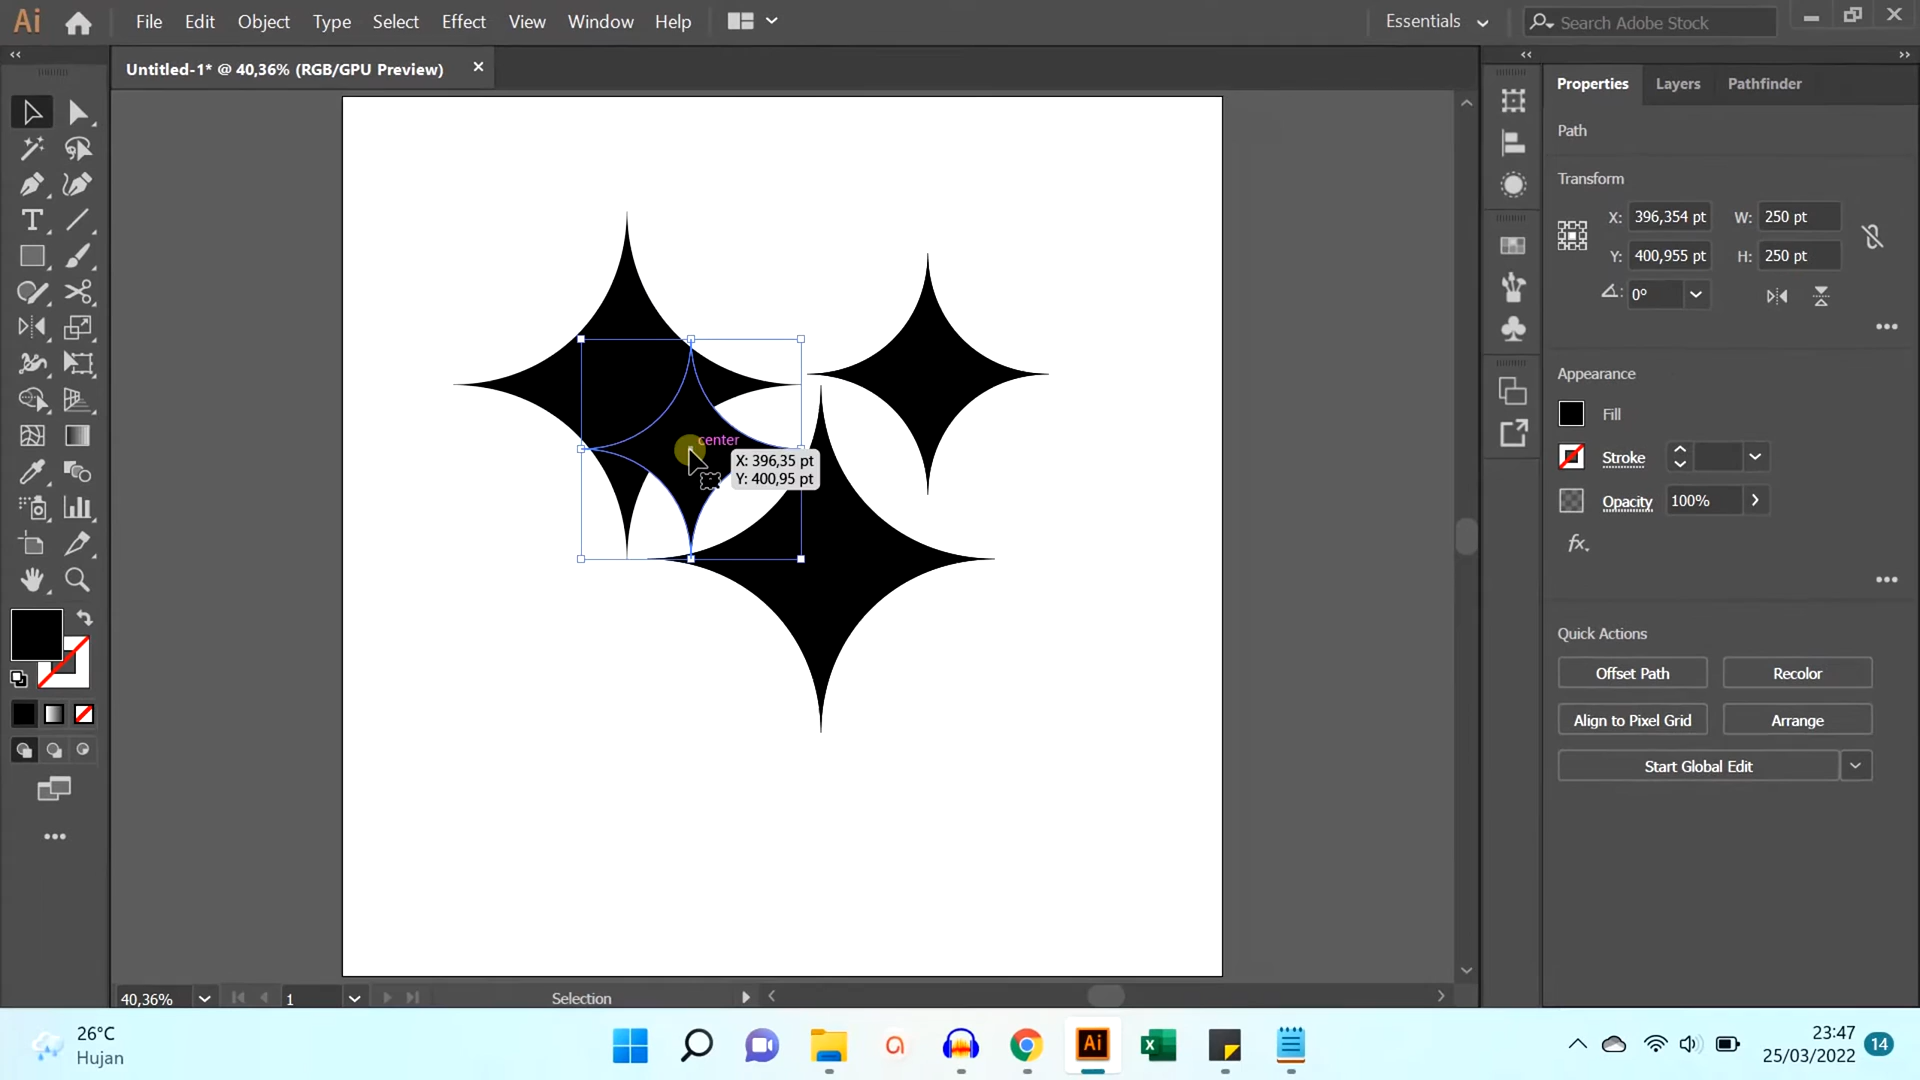 Ai File Edit Object Type Select Effect View Window Help Essentials Search Adobe Stock
Untitled-1* @ 40,36% (RGB/GPU Preview)
Properties Layers Pathfinder
Path
Transform
X: 396,354 pt W: 250 pt
Y: 400,955 pt H: 250 pt
0°
Appearance
Fill
Stroke
Opacity 100%
fx.
Quick Actions
Offset Path Recolor
Align to Pixel Grid Arrange
Start Global Edit
center
X: 396,35 pt
Y: 400,95 pt
40,36% 1 Selection
26°C
Hujan
Ai
23:47
25/03/2022
14